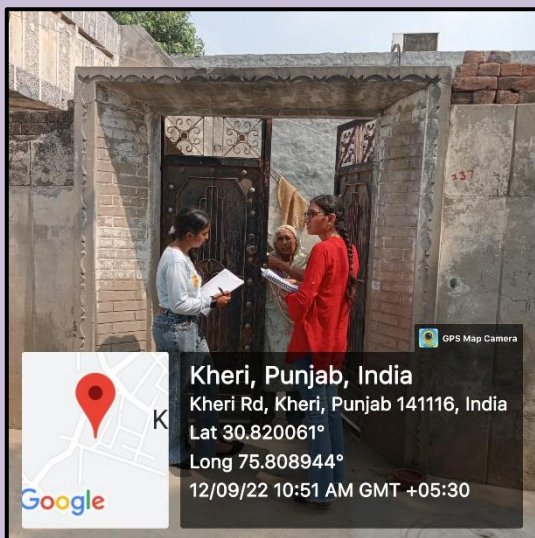 237
GPS Map Camera
K
Google
Kheri, Punjab, India
Kheri Rd, Kheri, Punjab 141116, India
Lat 30.820061°
Long 75.808944°
12/09/22 10:51 AM GMT +05:30